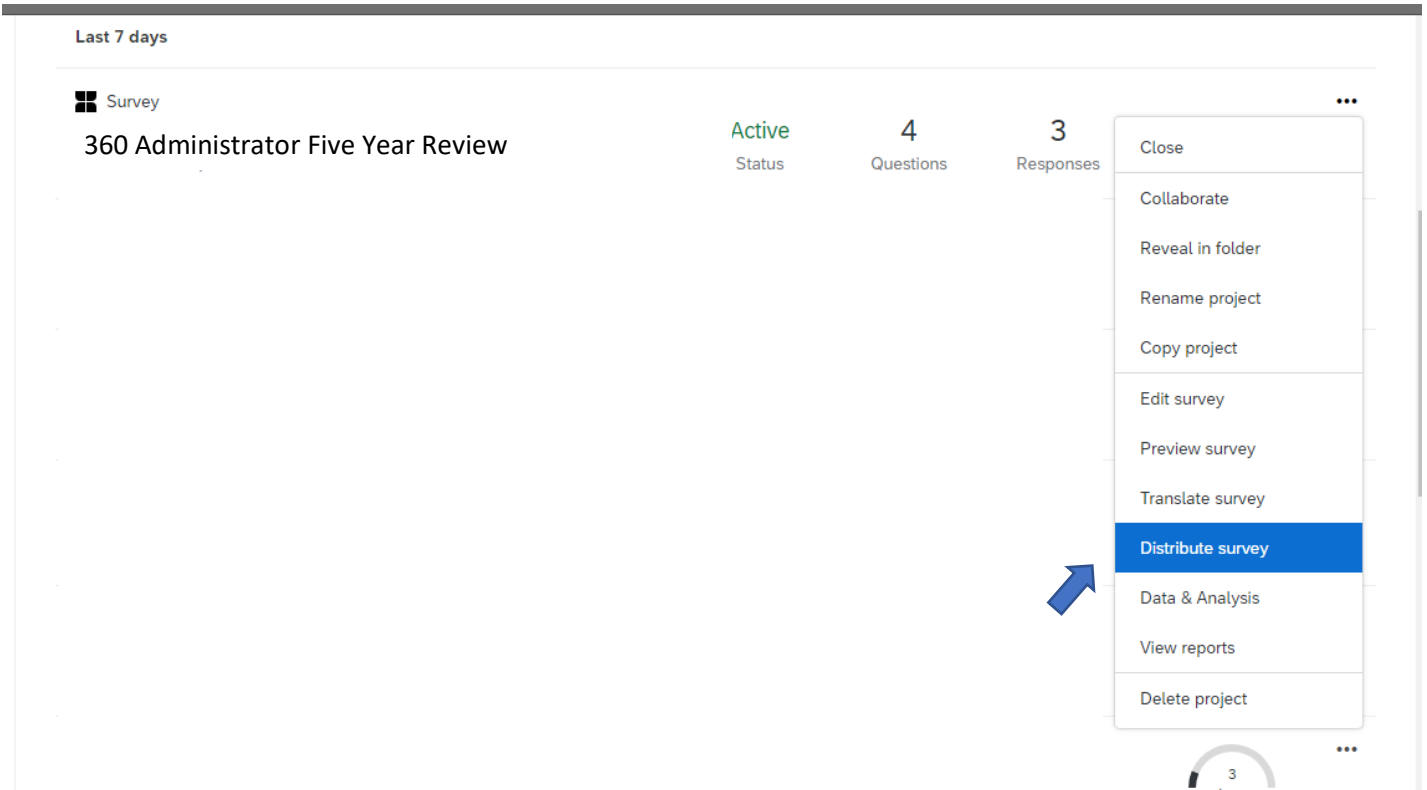 Last 7 days
Survey
•••
360 Administrator Five Year Review
Active
4
3
Status
Questions
Responses
Close
Collaborate
Reveal in folder
Rename project
Copy project
Edit survey
Preview survey
Translate survey
Distribute survey
Data & Analysis
View reports
Delete project
•••
3